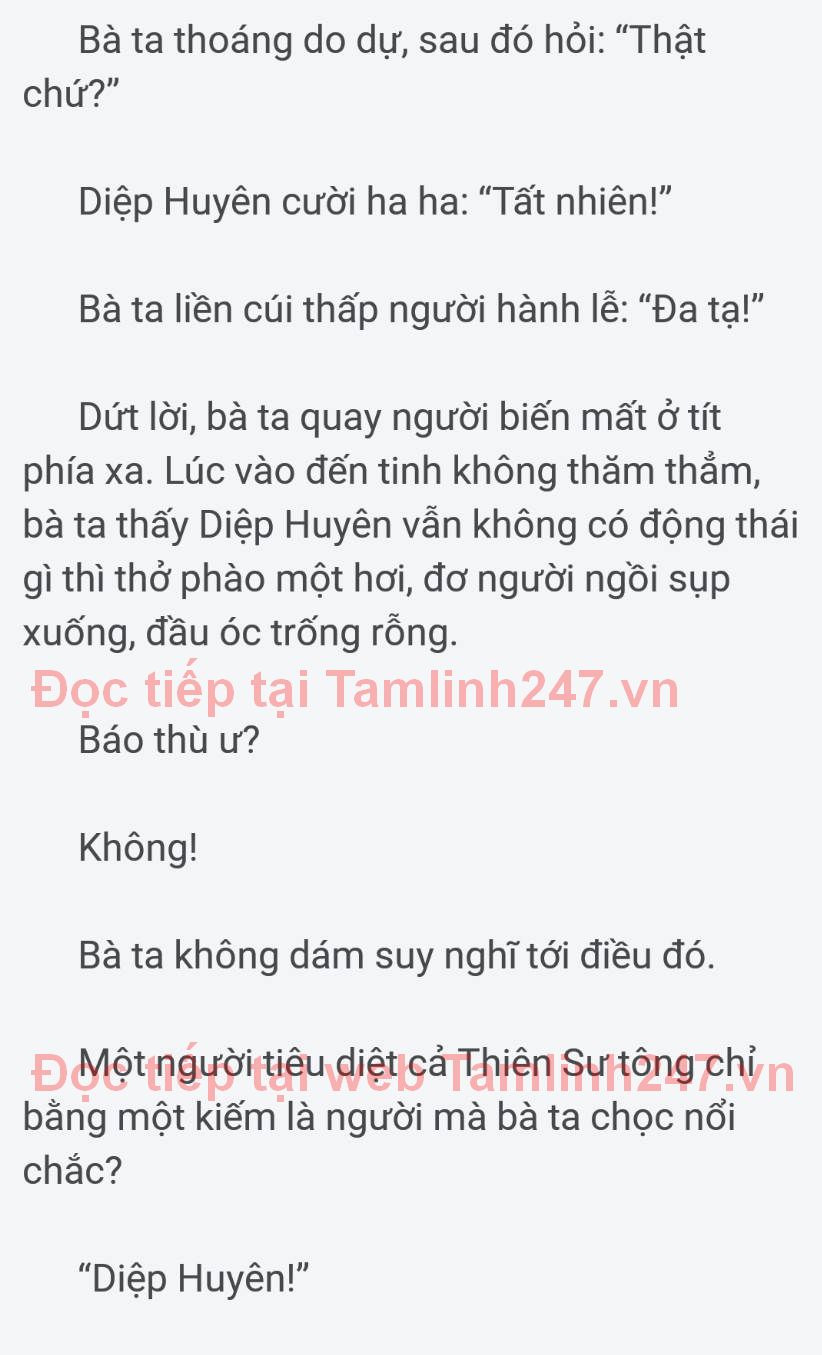 Bà ta thoáng do dự, sau đó hỏi: “Thật
chứ?”
Diệp Huyên cười ha ha: “Tất nhiên!”
Bà ta liền cúi thấp người hành lễ: “Đa tạ!”
Dứt lời, bà ta quay người biến mất ở tít
phía xa. Lúc vào đến tinh không thăm thẳm,
bà ta thấy Diệp Huyên vẫn không có động thái
gì thì thở phào một hơi, đơ người ngồi sụp
xuống, đầu óc trống rỗng.
Đọc tiếp tại Tamlinh247.vn
Báo thù ư?
Không!
Bà ta không dám suy nghĩ tới điều đó.
Một người tiêu diệt cả Thiên Sư tông chỉ
Đọc tiếp tại web Tamlinh247.vn
bằng một kiếm là người mà bà ta chọc nổi
chắc?
“Diệp Huyên!”